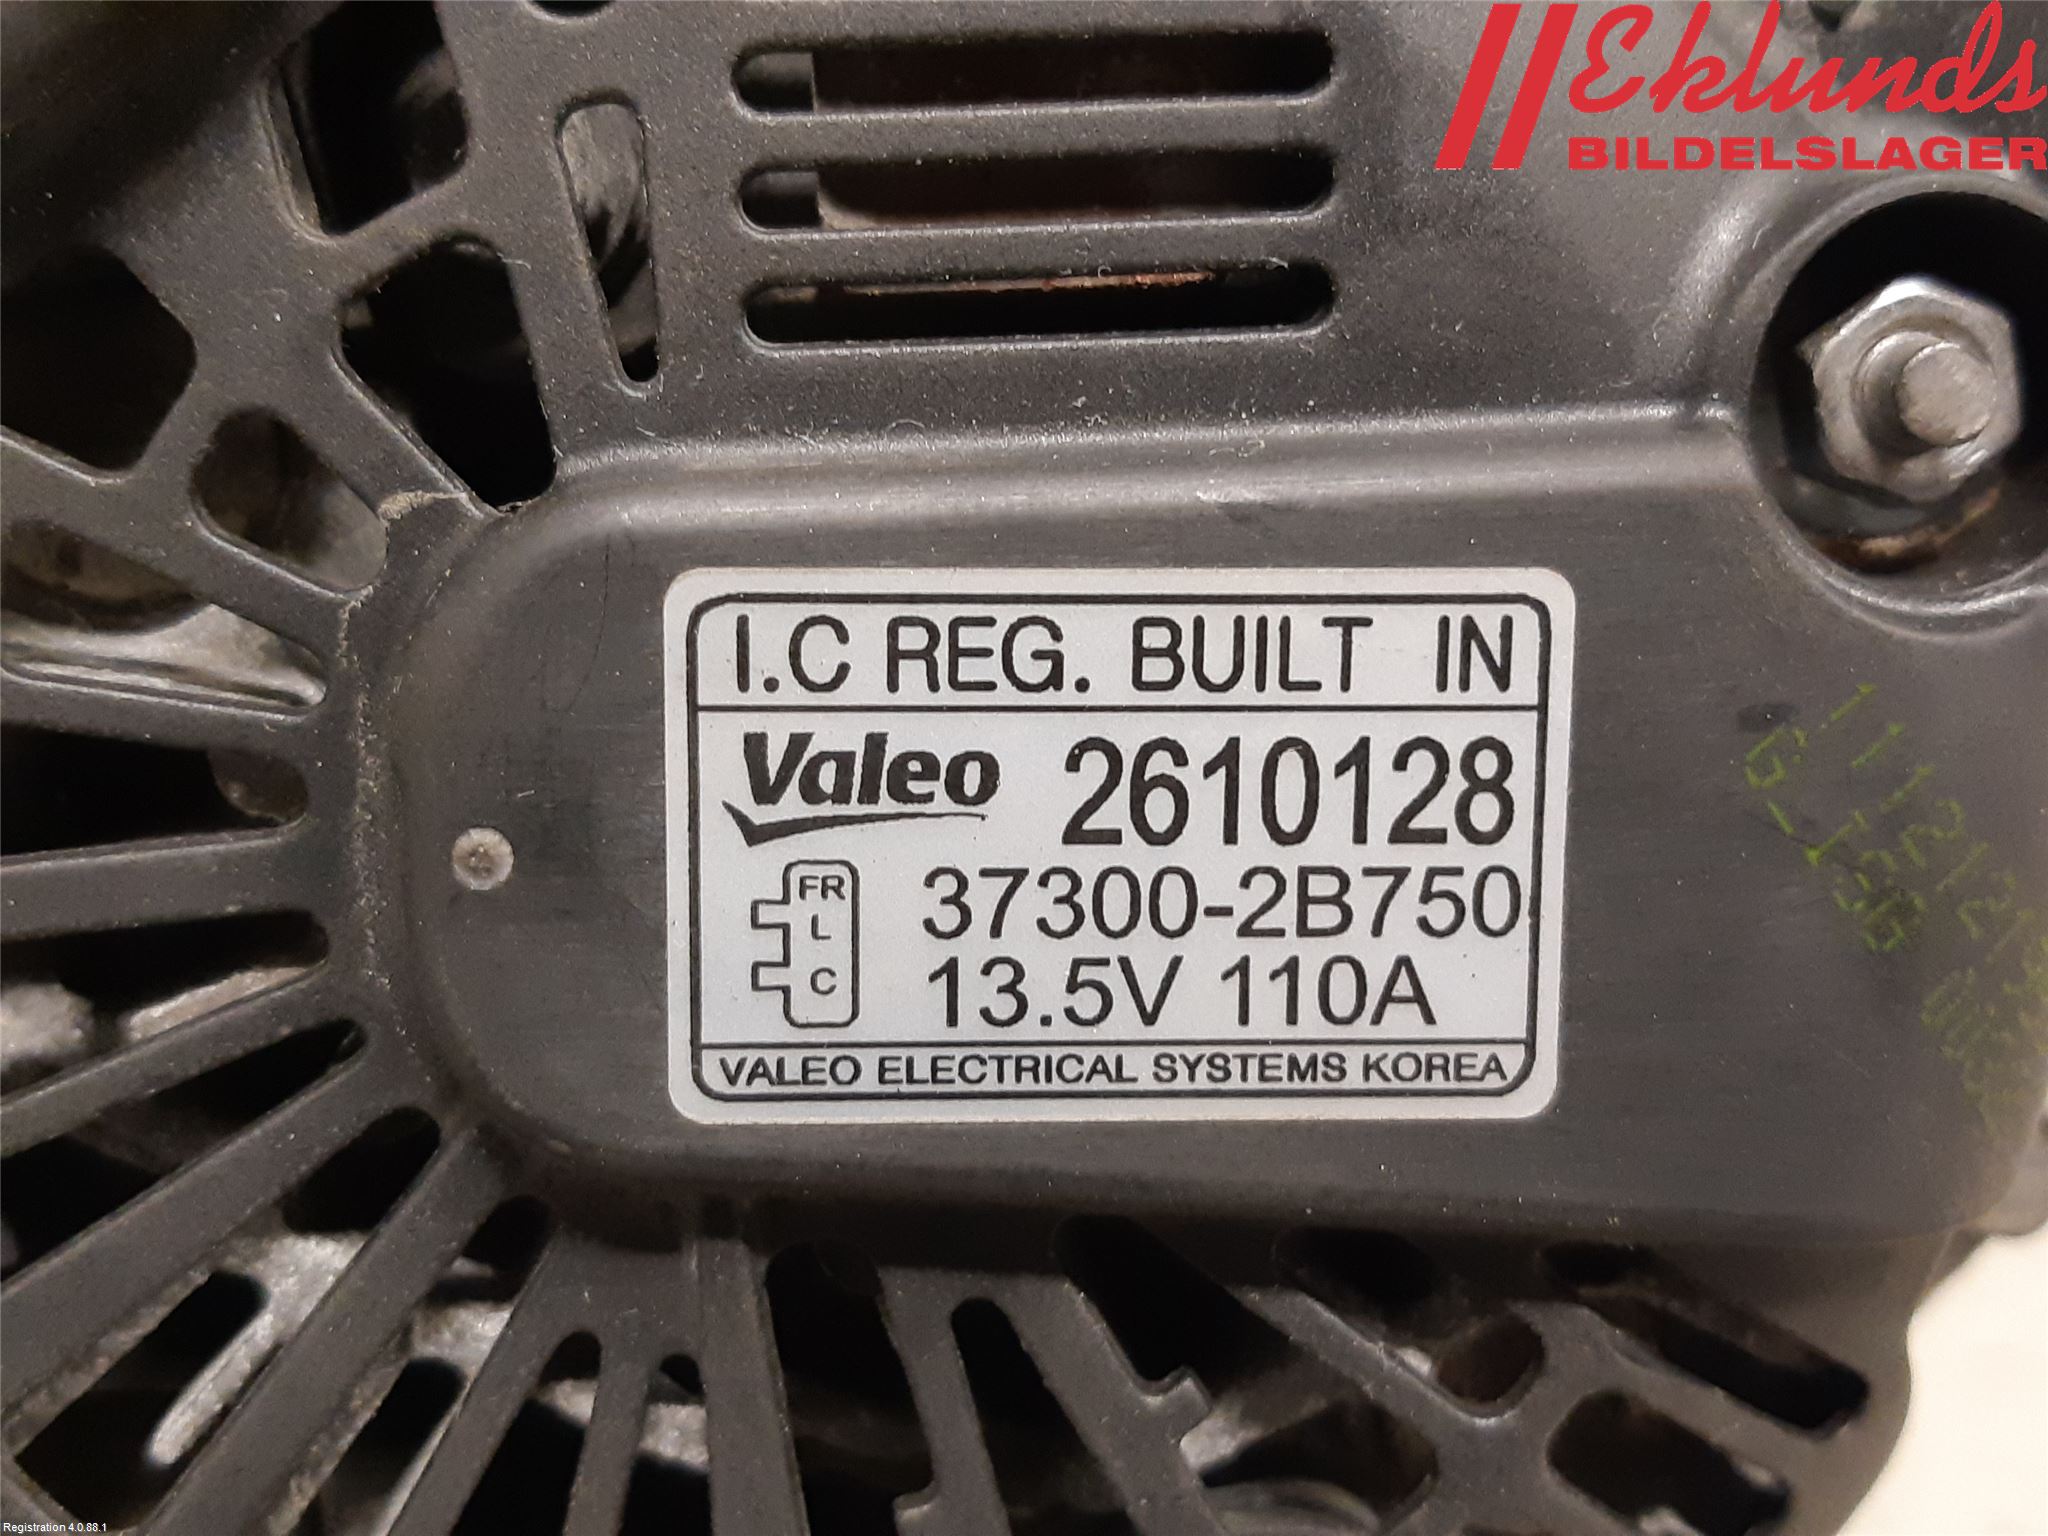 Eklunds
BILDELSLAGER
I.C REG. BUILT IN
Valeo 2610128
FR
L
C
37300-2B750
13.5V 110A
VALEO ELECTRICAL SYSTEMS KOREA
Registration 4.0.88.1